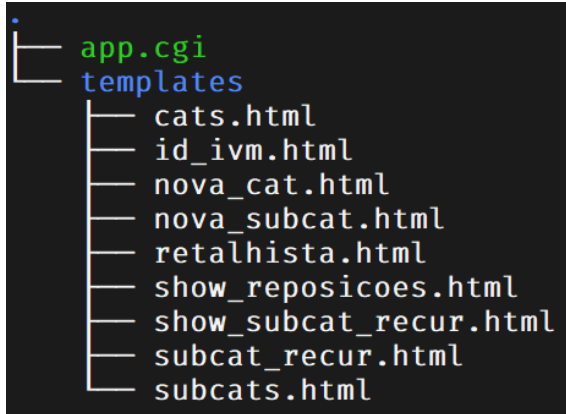 .
├── app.cgi
└── templates
    ├── cats.html
    ├── id_ivm.html
    ├── nova_cat.html
    ├── nova_subcat.html
    ├── retalhista.html
    ├── show_reposicoes.html
    ├── show_subcat_recur.html
    ├── subcat_recur.html
    └── subcats.html